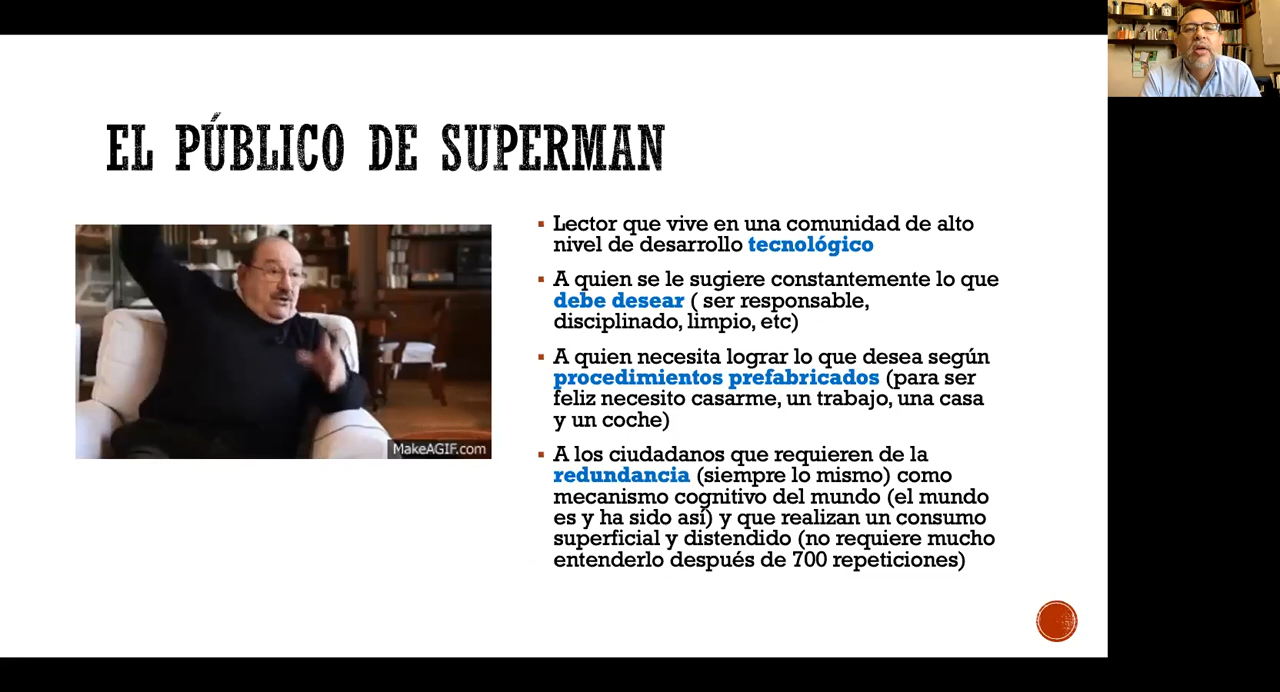 EL PÚBLICO DE SUPERMAN
▪ Lector que vive en una comunidad de alto
nivel de desarrollo tecnológico
▪ A quien se le sugiere constantemente lo que
debe desear ( ser responsable,
disciplinado, limpio, etc)
▪ A quien necesita lograr lo que desea según
procedimientos prefabricados (para ser
feliz necesito casarme, un trabajo, una casa
y un coche)
▪ A los ciudadanos que requieren de la
redundancia (siempre lo mismo) como
mecanismo cognitivo del mundo (el mundo
es y ha sido así) y que realizan un consumo
superficial y distendido (no requiere mucho
entenderlo después de 700 repeticiones)
MakeAGIF.com